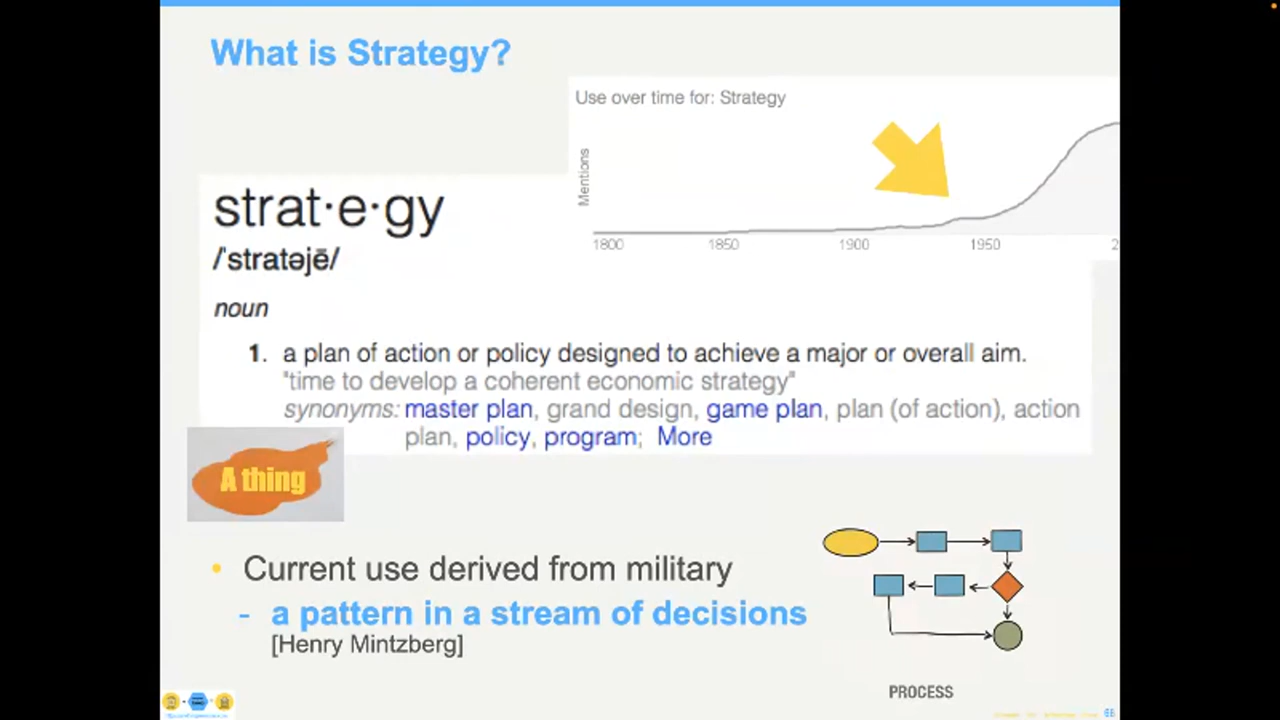 What is Strategy?
Use over time for: Strategy
Mentions
1800 1850 1900 1950 2
strat·e·gy
/ˈstratəjē/
noun
1. a plan of action or policy designed to achieve a major or overall aim.
"time to develop a coherent economic strategy"
synonyms: master plan, grand design, game plan, plan (of action), action
plan, policy, program; More
A thing
• Current use derived from military
- a pattern in a stream of decisions
[Henry Mintzberg]
PROCESS